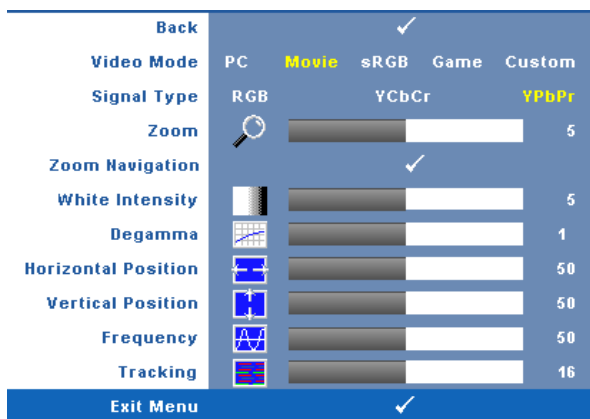 Back
Video Mode PC Movie sRGB Game Custom
Signal Type RGB YCbCr YPbPr
Zoom 5
Zoom Navigation
White Intensity 5
Degamma 1
Horizontal Position 50
Vertical Position 50
Frequency 50
Tracking 16
Exit Menu